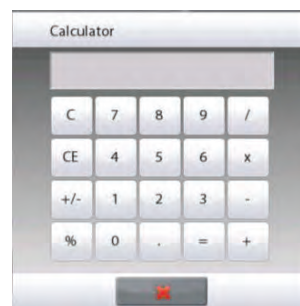 Calculator
C 7 8 9 /
CE 4 5 6 x
+/- 1 2 3 -
% 0 . = +